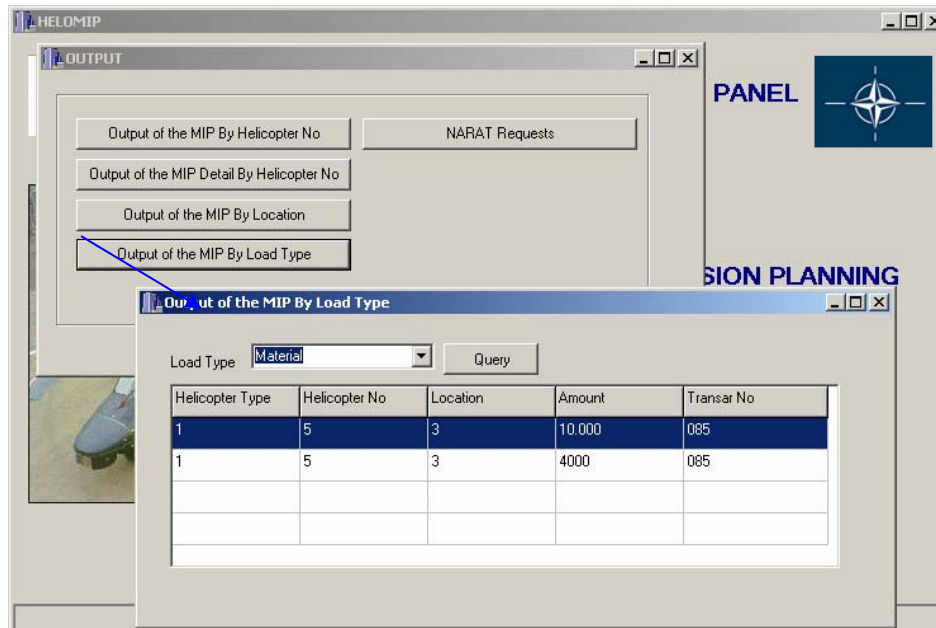 HELOMIP
OUTPUT
PANEL
Output of the MIP By Helicopter No
NARAT Requests
Output of the MIP Detail By Helicopter No
Output of the MIP By Location
Output of the MIP By Load Type
SION PLANNING
Output of the MIP By Load Type
Load Type Material Query
Helicopter Type Helicopter No Location Amount Transar No
1 5 3 10.000 085
1 5 3 4000 085